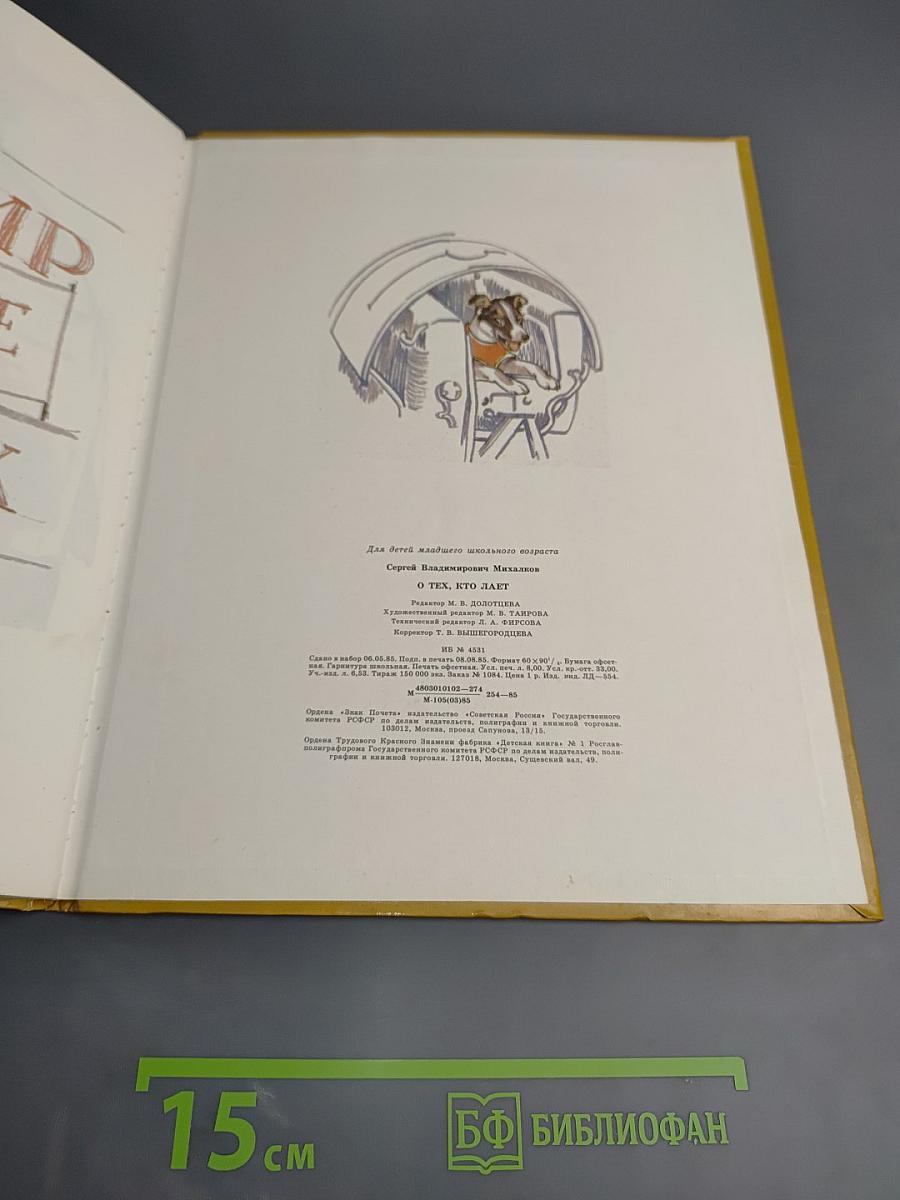 ИР
Е
Х
Для детей младшего школьного возраста
Сергей Владимирович Михалков
О ТЕХ, КТО ЛАЕТ
Редактор М. В. ДОЛОТЦЕВА
Художественный редактор М. В. ТАИРОВА
Технический редактор Л. А. ФИРСОВА
Корректор Т. В. ВЫШЕГОРОДЦЕВА
ИБ № 4531
Сдано в набор 06.05.85. Подп. в печать 08.08.85. Формат 60×90¹/₄. Бумага офсет-
ная. Гарнитура школьная. Печать офсетная. Усл. печ. л. 8,00. Усл. кр.-отт. 33,00.
Уч.-изд. л. 6,53. Тираж 150 000 экз. Заказ № 1084. Цена 1 р. Изд. инд. ЛД—554.
М 4803010102—274 254—85
М-105(03)85
Ордена «Знак Почета» издательство «Советская Россия» Государственного
комитета РСФСР по делам издательств, полиграфии и книжной торговли.
103012, Москва, проезд Сапунова, 13/15.
Ордена Трудового Красного Знамени фабрика «Детская книга» № 1 Росглав-
полиграфпрома Государственного комитета РСФСР по делам издательств, поли-
графии и книжной торговли. 127018, Москва, Сущевский вал, 49.
15 см
БФ БИБЛИОФАН